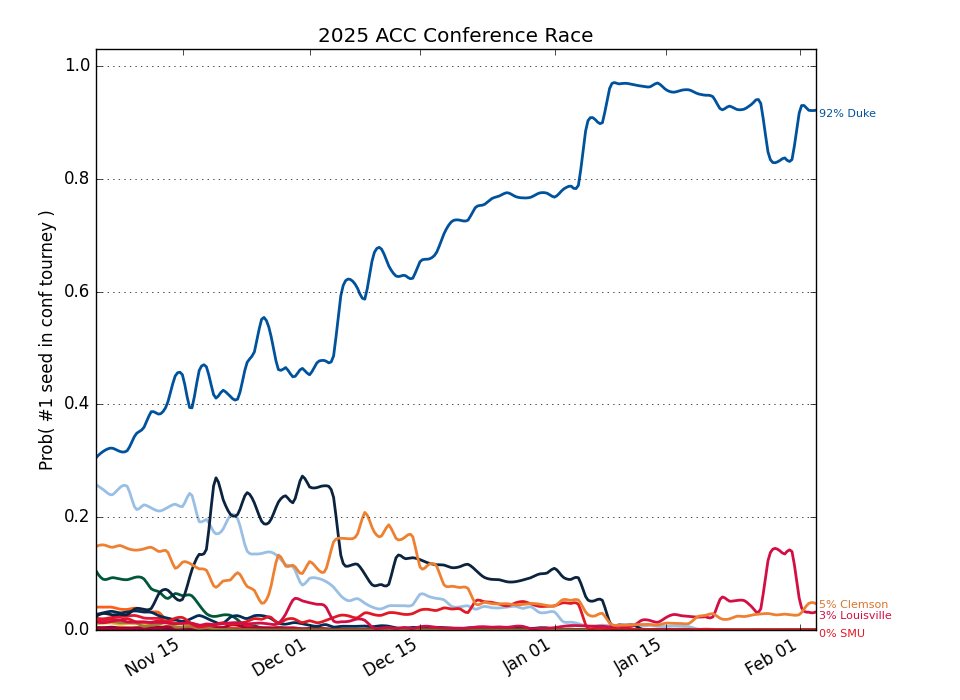 2025 ACC Conference Race
Prob( #1 seed in conf tourney )
1.0
0.8
0.6
0.4
0.2
0.0
Nov 15
Dec 01
Dec 15
Jan 01
Jan 15
Feb 01
92% Duke
5% Clemson
3% Louisville
0% SMU